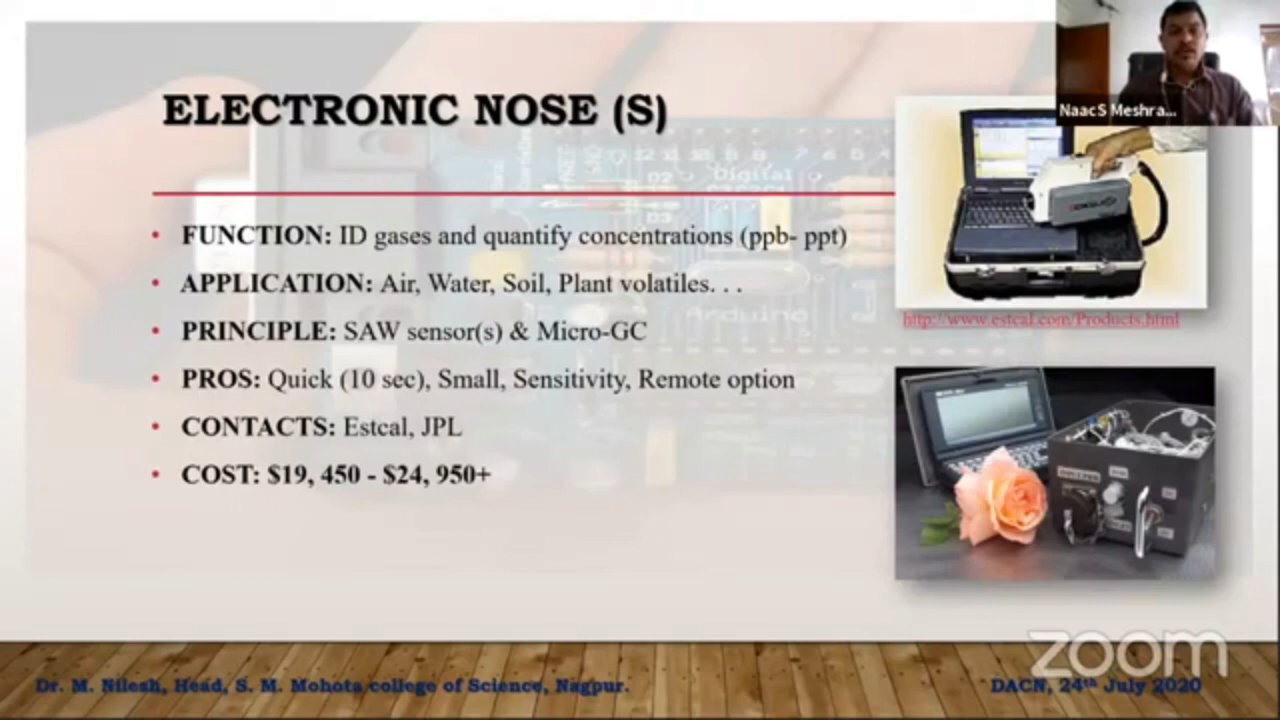 NaacS Meshra...
ELECTRONIC NOSE (S)
• FUNCTION: ID gases and quantify concentrations (ppb- ppt)
• APPLICATION: Air, Water, Soil, Plant volatiles. . .
• PRINCIPLE: SAW sensor(s) & Micro-GC
• PROS: Quick (10 sec), Small, Sensitivity, Remote option
• CONTACTS: Estcal, JPL
• COST: $19, 450 - $24, 950+
http://www.estcal.com/Products.html
Digital
Arduino
zoom
Dr. M. Nilesh, Head, S. M. Mohota college of Science, Nagpur.
DACN, 24th July 2020